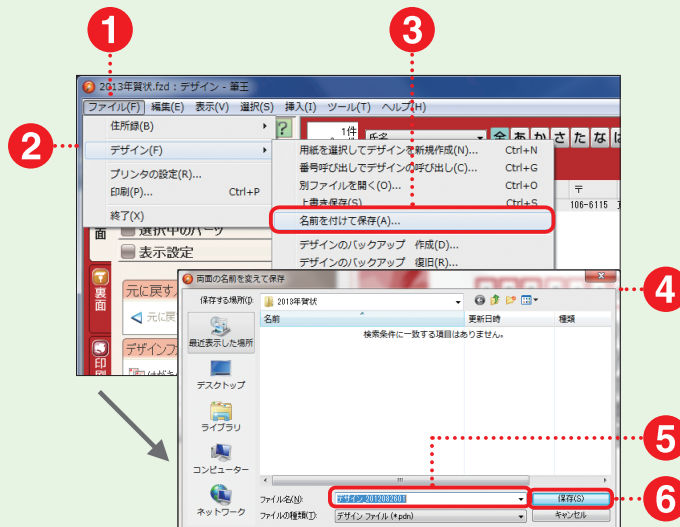 1
3
2013年賀状.fzd：デザイン - 筆王
ファイル(F) 編集(E) 表示(V) 選択(S) 挿入(I) ツール(T) ヘルプ(H)
2
住所録(B)
? 1件 氏名 全 あ か さ た な は
デザイン(F)
用紙を選択してデザインを新規作成(N)... Ctrl+N
番号呼び出しでデザインの呼び出し(C)... Ctrl+G
プリンタの設定(R)...
別ファイルを開く(O)... Ctrl+O
〒
印刷(P)... Ctrl+P
上書き保存(S) Ctrl+S
106-6115
名前を付けて保存(A)...
終了(X)
面 選択中のパーツ
デザインのバックアップ 作成(D)...
表示設定
デザインのバックアップ 復旧(R)...
裏面
元に戻す
元に戻
印刷
デザインフ
はがき
両面の名前を変えて保存
4
保存する場所(I): 2013年賀状
名前 更新日時 種類
検索条件に一致する項目はありません。
最近表示した場所
デスクトップ
ライブラリ
コンピューター
ネットワーク
5
ファイル名(N): デザイン2012082601 保存(S)
6
ファイルの種類(T): デザイン ファイル (*.pdn) キャンセル